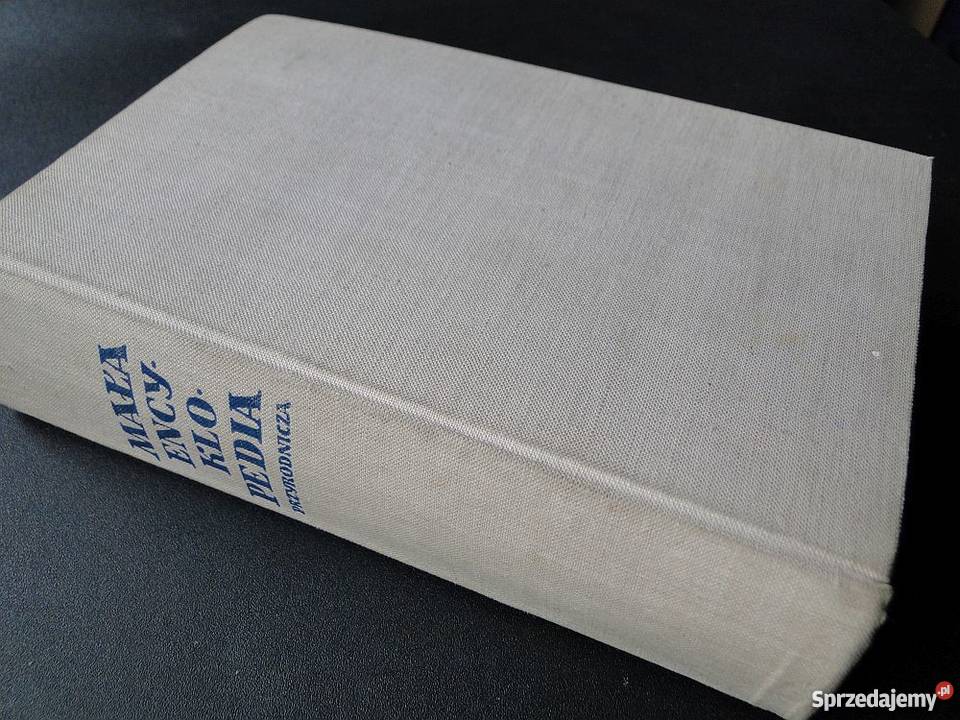 MAŁA
ENCY-
KLO-
PEDIA
PRZYRODNICZA
Sprzedajemy.pl